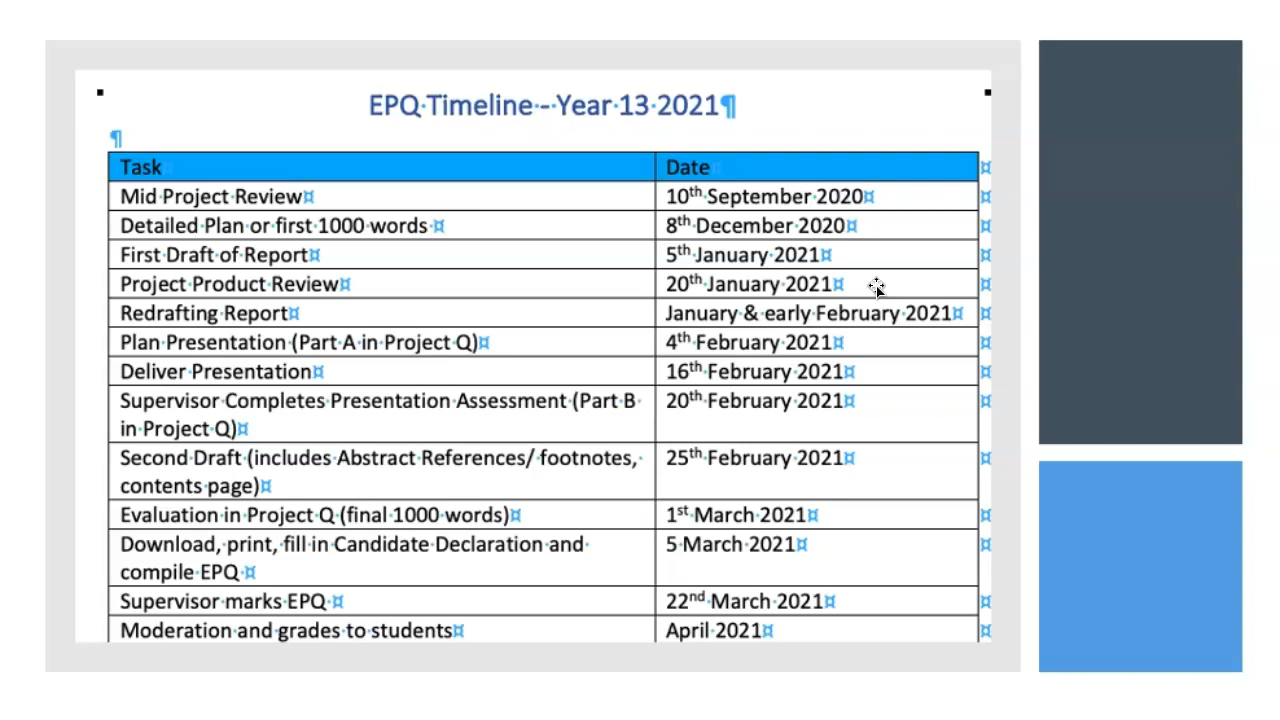 EPQ Timeline - Year 13 2021¶
¶
Task Date ¤
Mid Project Review¤ 10th September 2020¤ ¤
Detailed Plan or first 1000 words ¤ 8th December 2020¤ ¤
First Draft of Report¤ 5th January 2021¤ ¤
Project Product Review¤ 20th January 2021¤ ¤
Redrafting Report¤ January & early February 2021¤ ¤
Plan Presentation (Part A in Project Q)¤ 4th February 2021¤ ¤
Deliver Presentation¤ 16th February 2021¤ ¤
Supervisor Completes Presentation Assessment (Part B 20th February 2021¤ ¤
in Project Q)¤
Second Draft (includes Abstract References/ footnotes, 25th February 2021¤ ¤
contents page)¤
Evaluation in Project Q (final 1000 words)¤ 1st March 2021¤ ¤
Download, print, fill in Candidate Declaration and 5 March 2021¤ ¤
compile EPQ ¤
Supervisor marks EPQ ¤ 22nd March 2021¤ ¤
Moderation and grades to students¤ April 2021¤ ¤